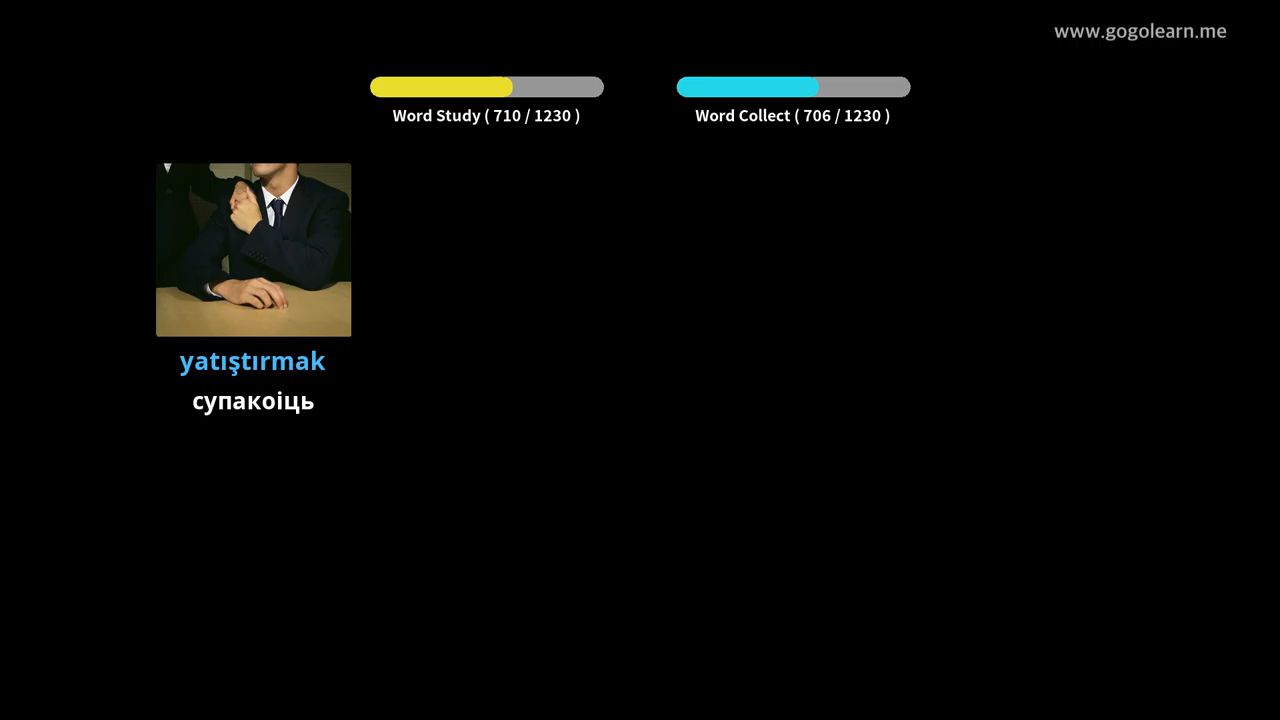 www.gogolearn.me
Word Study ( 710 / 1230 )
Word Collect ( 706 / 1230 )
yatıştırmak
супакоіць